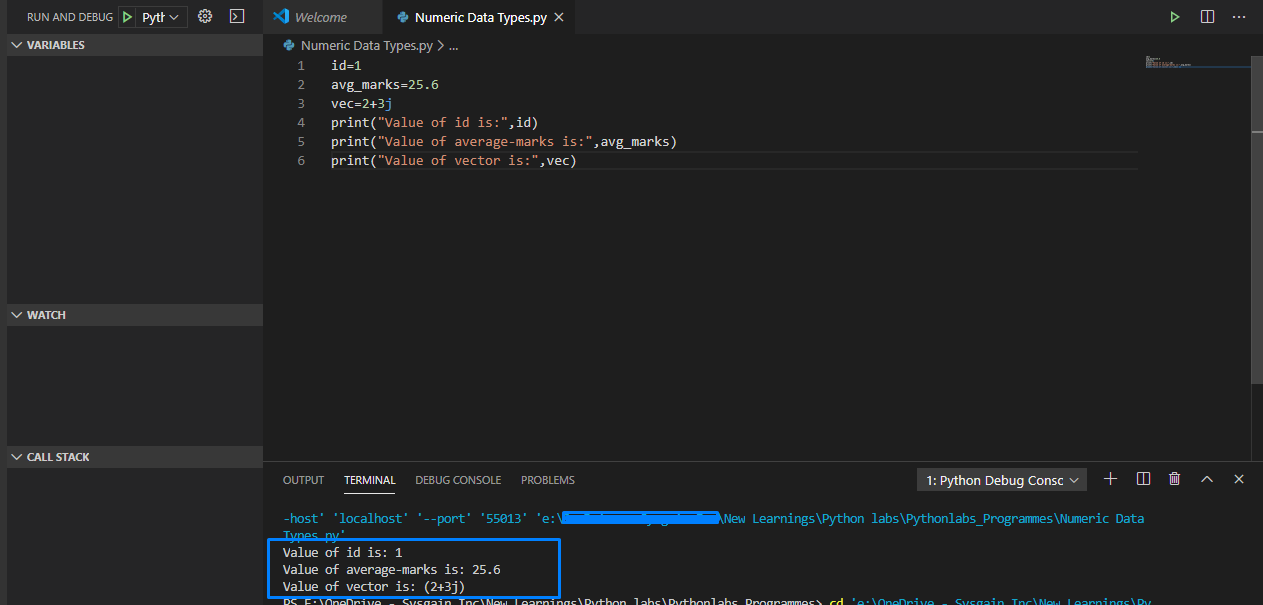 RUN AND DEBUG Pyth
Welcome
Numeric Data Types.py
VARIABLES
Numeric Data Types.py > ...
1 id=1
2 avg_marks=25.6
3 vec=2+3j
4 print("Value of id is:",id)
5 print("Value of average-marks is:",avg_marks)
6 print("Value of vector is:",vec)
WATCH
CALL STACK
OUTPUT TERMINAL DEBUG CONSOLE PROBLEMS
1: Python Debug Consc
-host' 'localhost' '--port' '55013' 'e:\ \New Learnings\Python labs\Pythonlabs_Programmes\Numeric Data
Types.py'
Value of id is: 1
Value of average-marks is: 25.6
Value of vector is: (2+3j)
PS E:\OneDrive - Sysgain Inc\New Learnings\Python labs\Pythonlabs_Programmes> cd 'e:\OneDrive - Sysgain Inc\New Learnings\Py